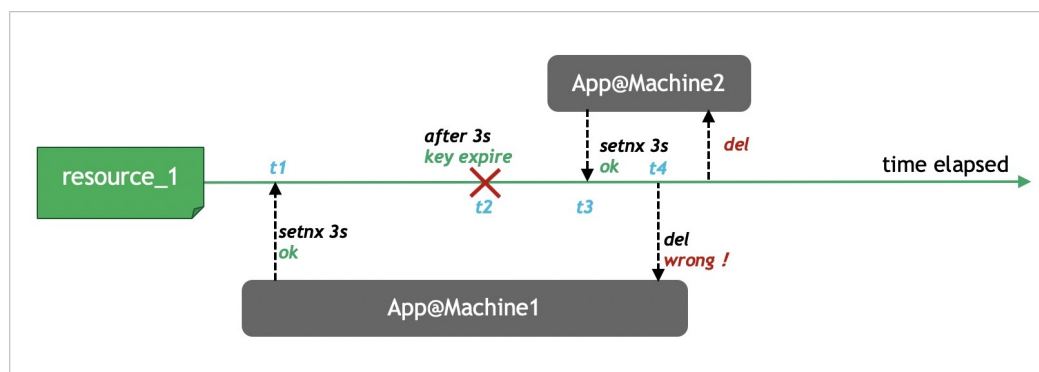 App@Machine2
after 3s
key expire
setnx 3s
ok
del
t1
t4
resource_1
time elapsed
t2
t3
setnx 3s
ok
del
wrong !
App@Machine1